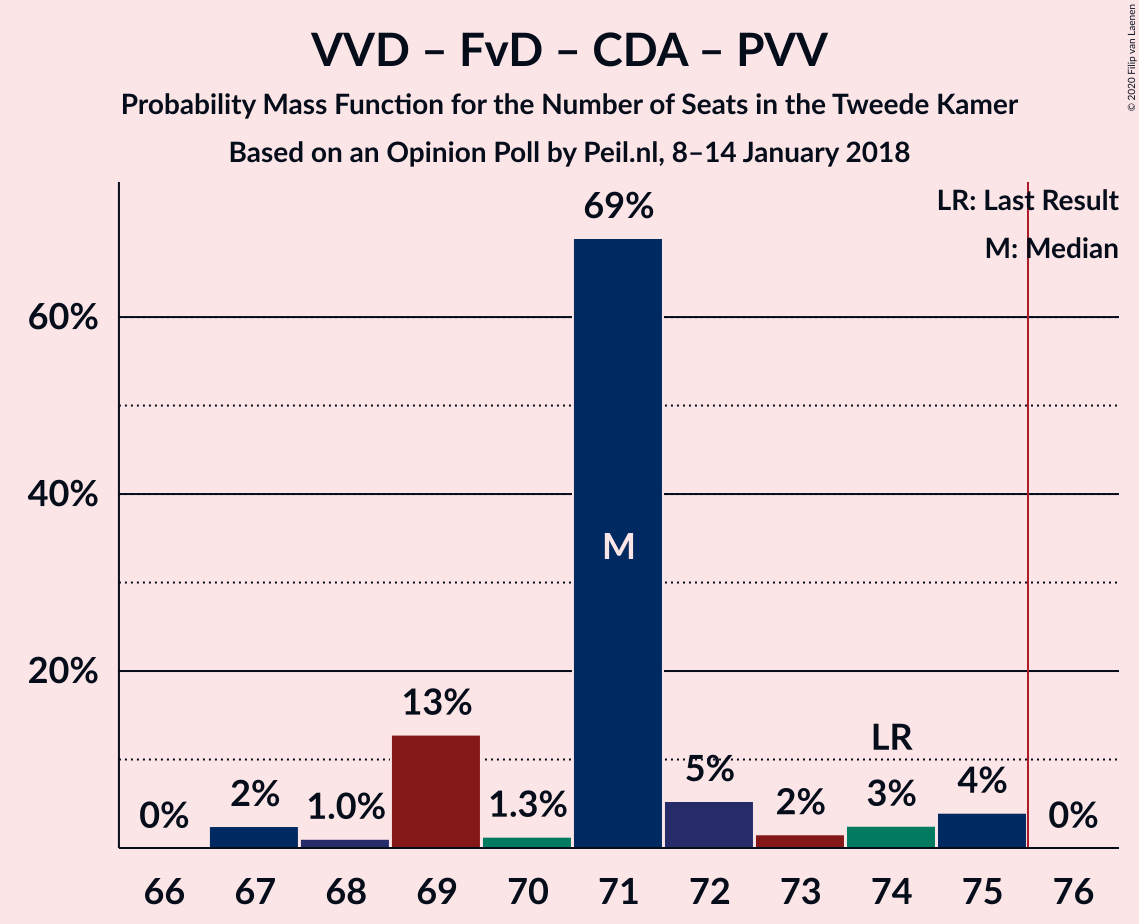 VVD – FvD – CDA – PVV
Probability Mass Function for the Number of Seats in the Tweede Kamer
Based on an Opinion Poll by Peil.nl, 8–14 January 2018
© 2020 Filip van Laenen
LR: Last Result
M: Median
60%
40%
20%
0%
2%
1.0%
13%
1.3%
69%
M
5%
2%
LR
3%
4%
0%
66 67 68 69 70 71 72 73 74 75 76